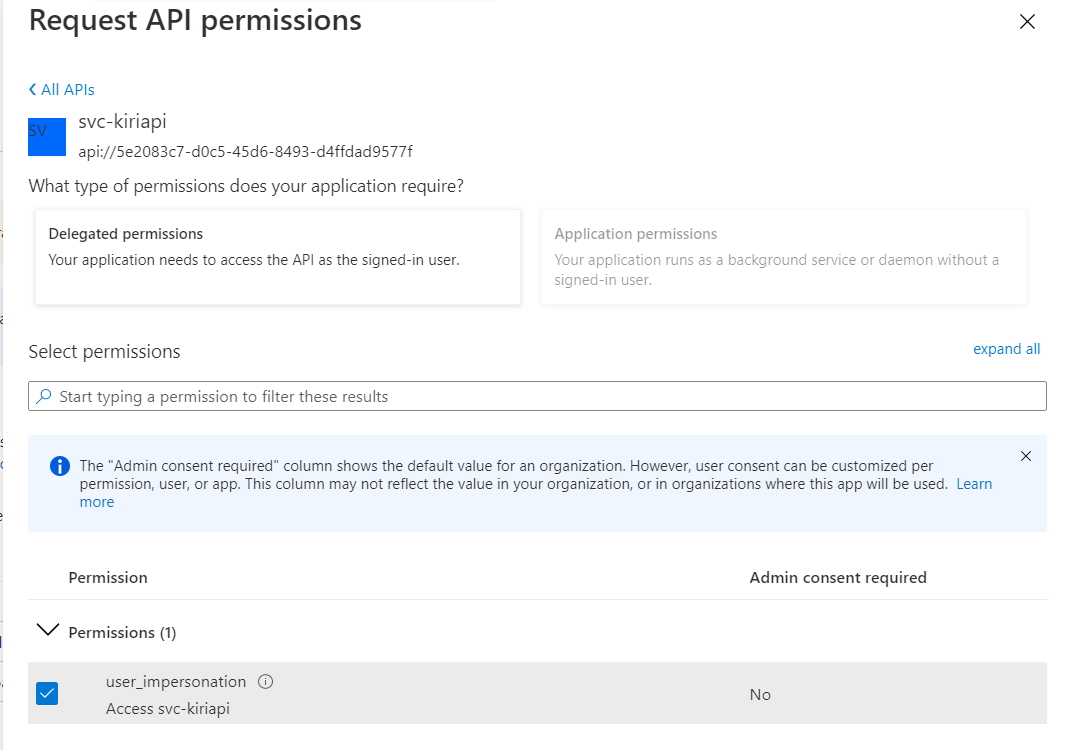 Request API permissions
All APIs
SV
svc-kiriapi
api://5e2083c7-d0c5-45d6-8493-d4ffdad9577f
What type of permissions does your application require?
Delegated permissions
Your application needs to access the API as the signed-in user.
Application permissions
Your application runs as a background service or daemon without a
signed-in user.
Select permissions
expand all
Start typing a permission to filter these results
The "Admin consent required" column shows the default value for an organization. However, user consent can be customized per
permission, user, or app. This column may not reflect the value in your organization, or in organizations where this app will be used. Learn
more
Permission
Admin consent required
Permissions (1)
user_impersonation
Access svc-kiriapi
No